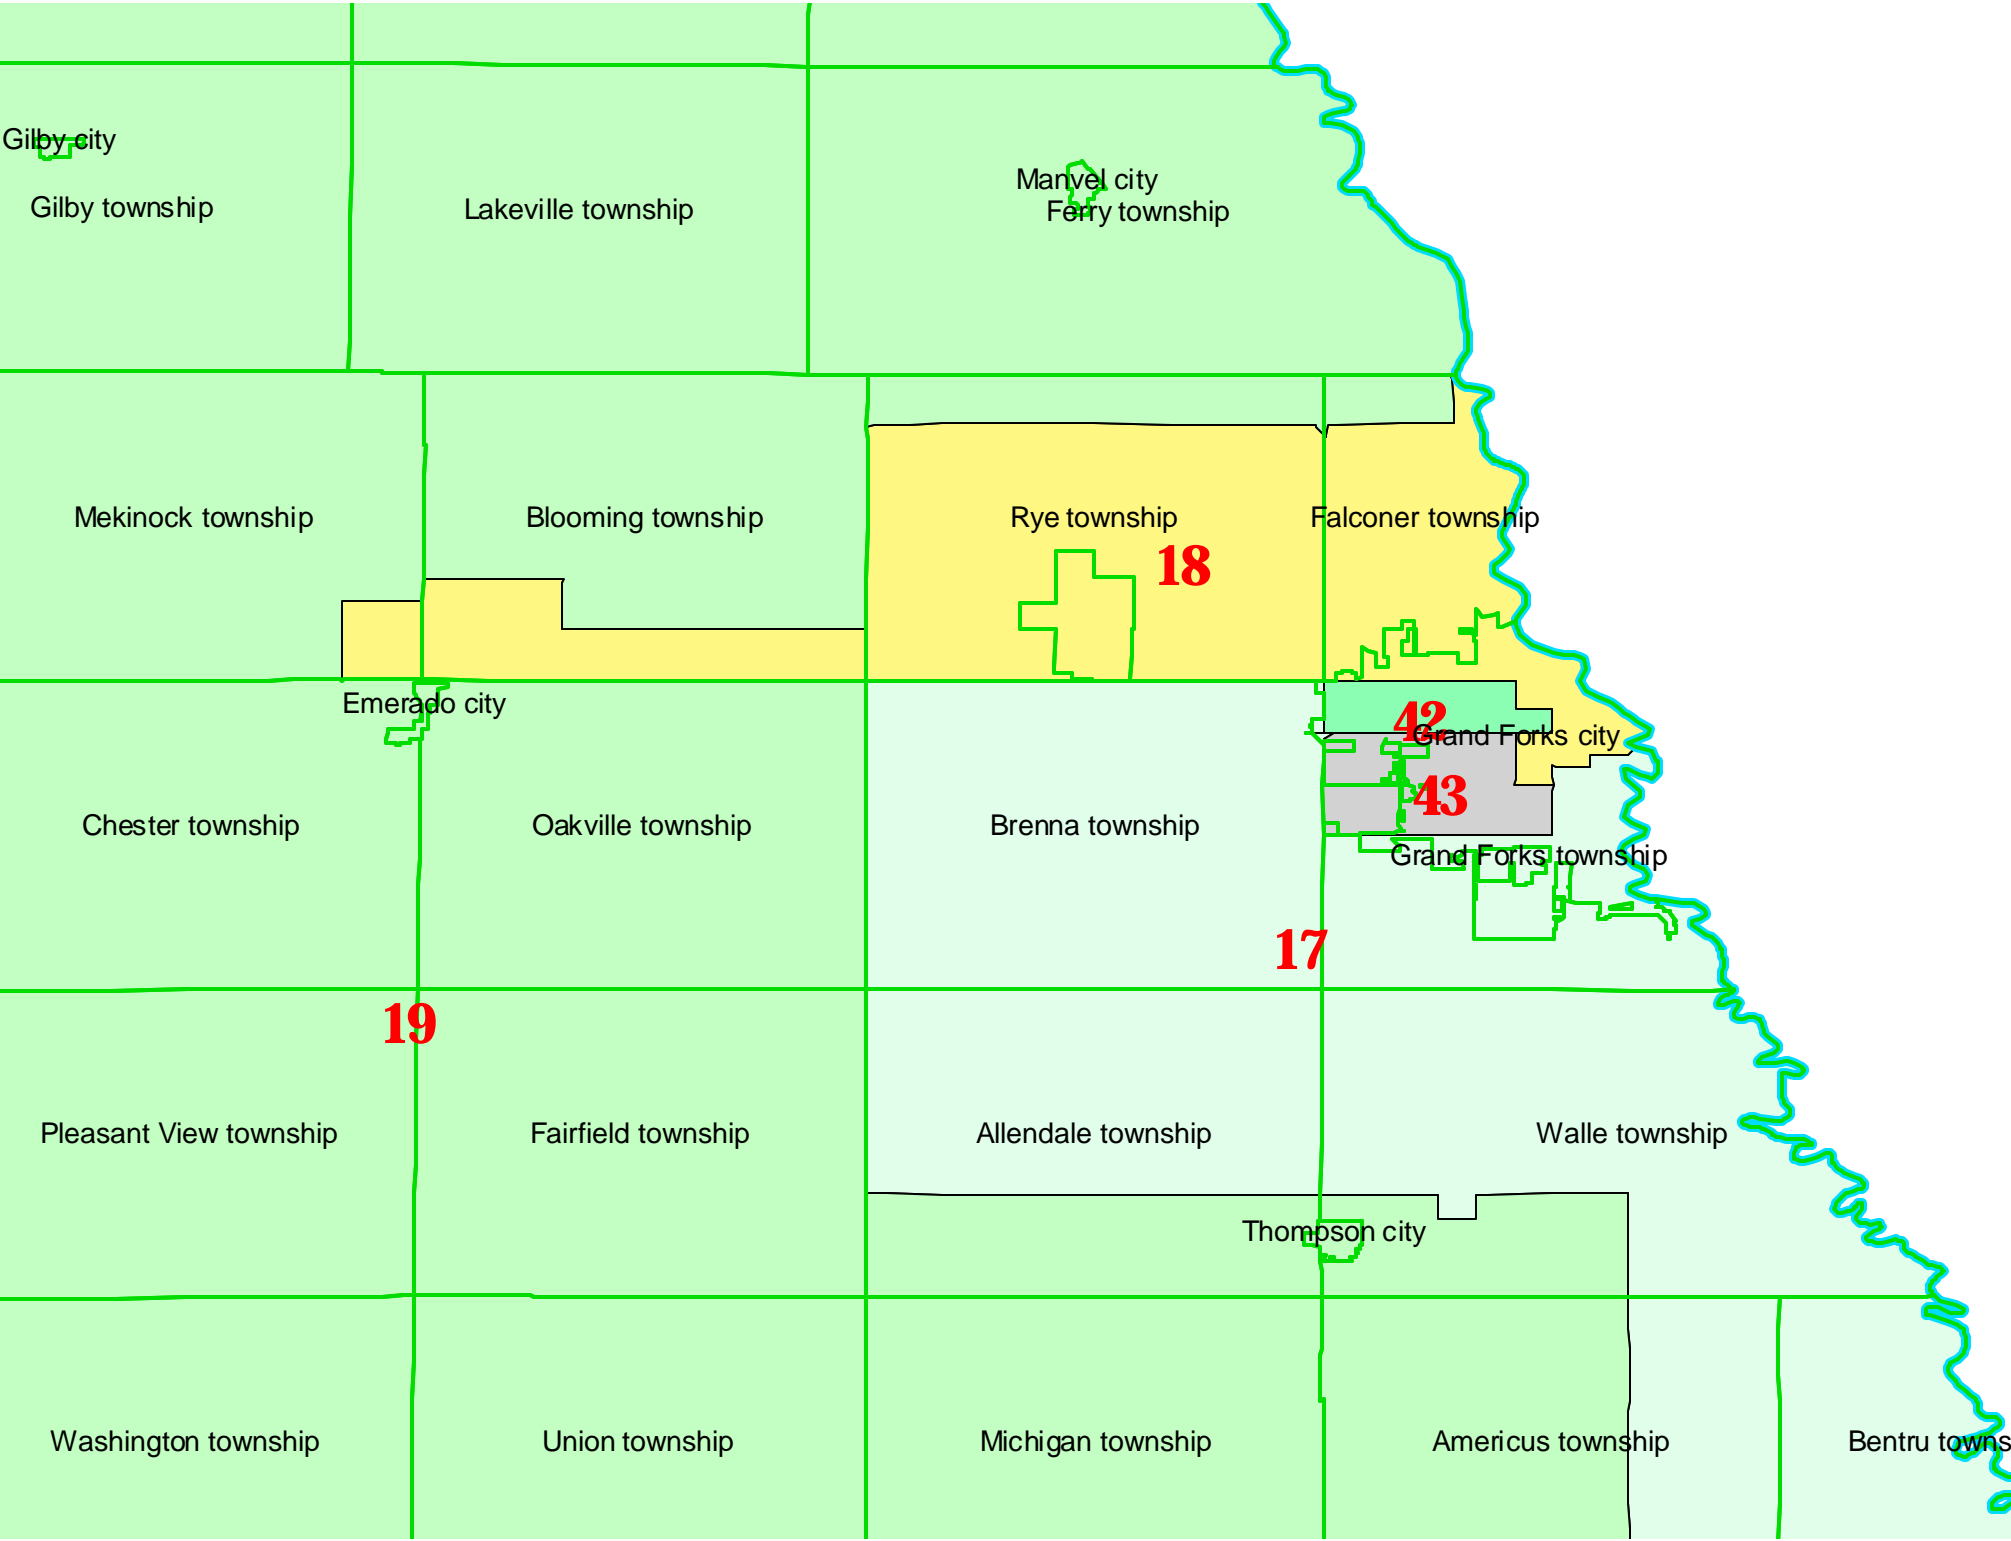 Gilby city
Gilby township
Lakeville township
Manvel city
Ferry township
Mekinock township
Blooming township
Rye township
Falconer township
18
Emerado city
42
Grand Forks city
43
Chester township
Oakville township
Brenna township
Grand Forks township
17
19
Pleasant View township
Fairfield township
Allendale township
Walle township
Thompson city
Washington township
Union township
Michigan township
Americus township
Bentru towns